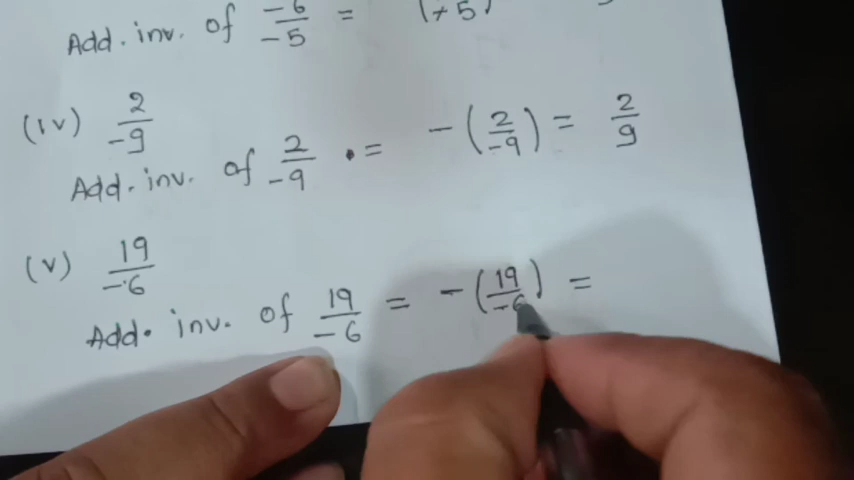 Add. inv. of -6/-5 = (+5)
(iv) 2/-9
Add. inv. of 2/-9 = -(2/-9) = 2/9
(v) 19/-6
Add. inv. of 19/-6 = -(19/-6) =